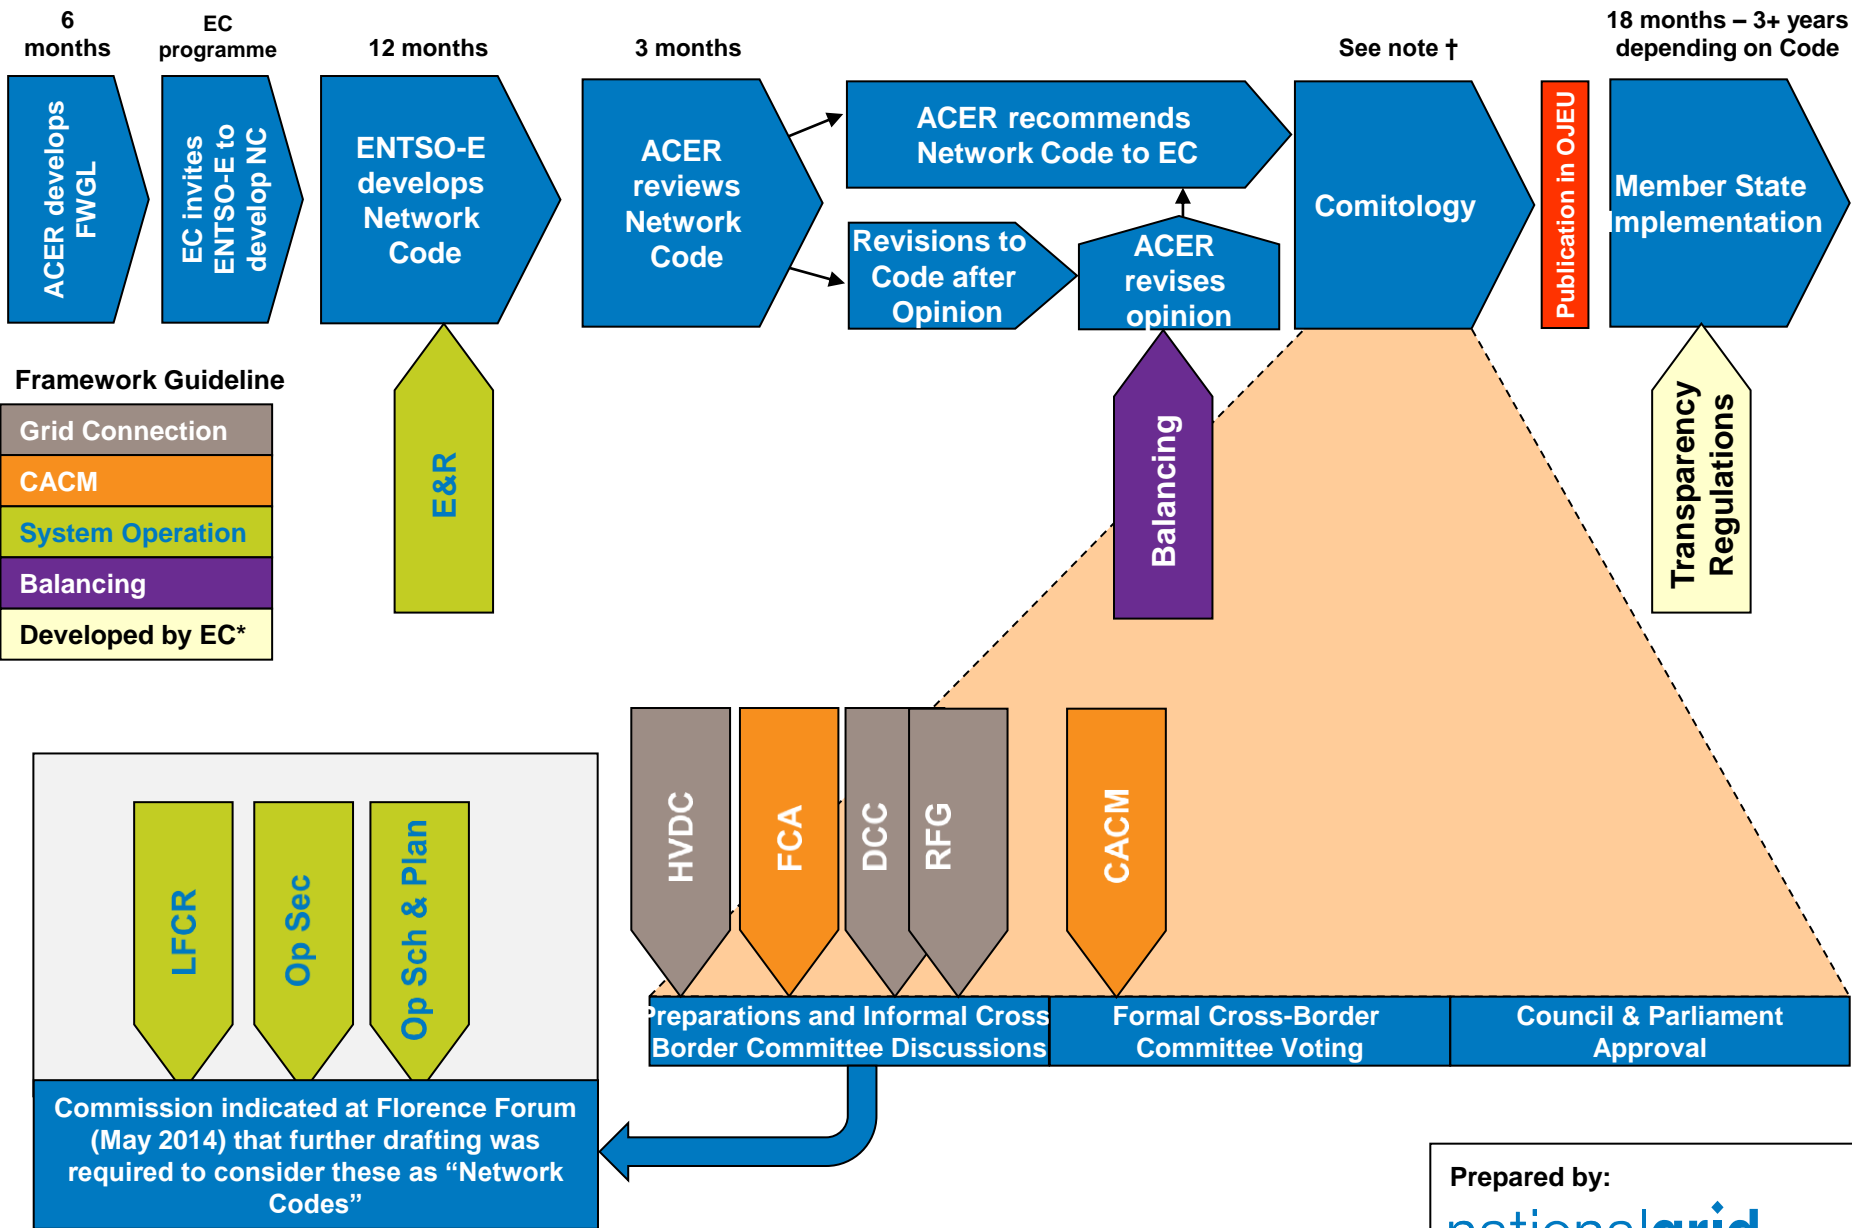 6
months
EC
programme
12 months
3 months
See note †
18 months – 3+ years
depending on Code
ACER develops
FWGL
EC invites
ENTSO-E to
develop NC
ENTSO-E
develops
Network
Code
ACER
reviews
Network
Code
ACER recommends
Network Code to EC
Revisions to
Code after
Opinion
ACER
revises
opinion
Comitology
Publication in OJEU
Member State
Implementation
Framework Guideline
Grid Connection
CACM
System Operation
Balancing
Developed by EC*
E&R
Balancing
Transparency
Regulations
HVDC
FCA
DCC
RFG
CACM
LFCR
Op Sec
Op Sch & Plan
Preparations and Informal Cross
Border Committee Discussions
Formal Cross-Border
Committee Voting
Council & Parliament
Approval
Commission indicated at Florence Forum
(May 2014) that further drafting was
required to consider these as “Network
Codes”
Prepared by:
nationalgrid